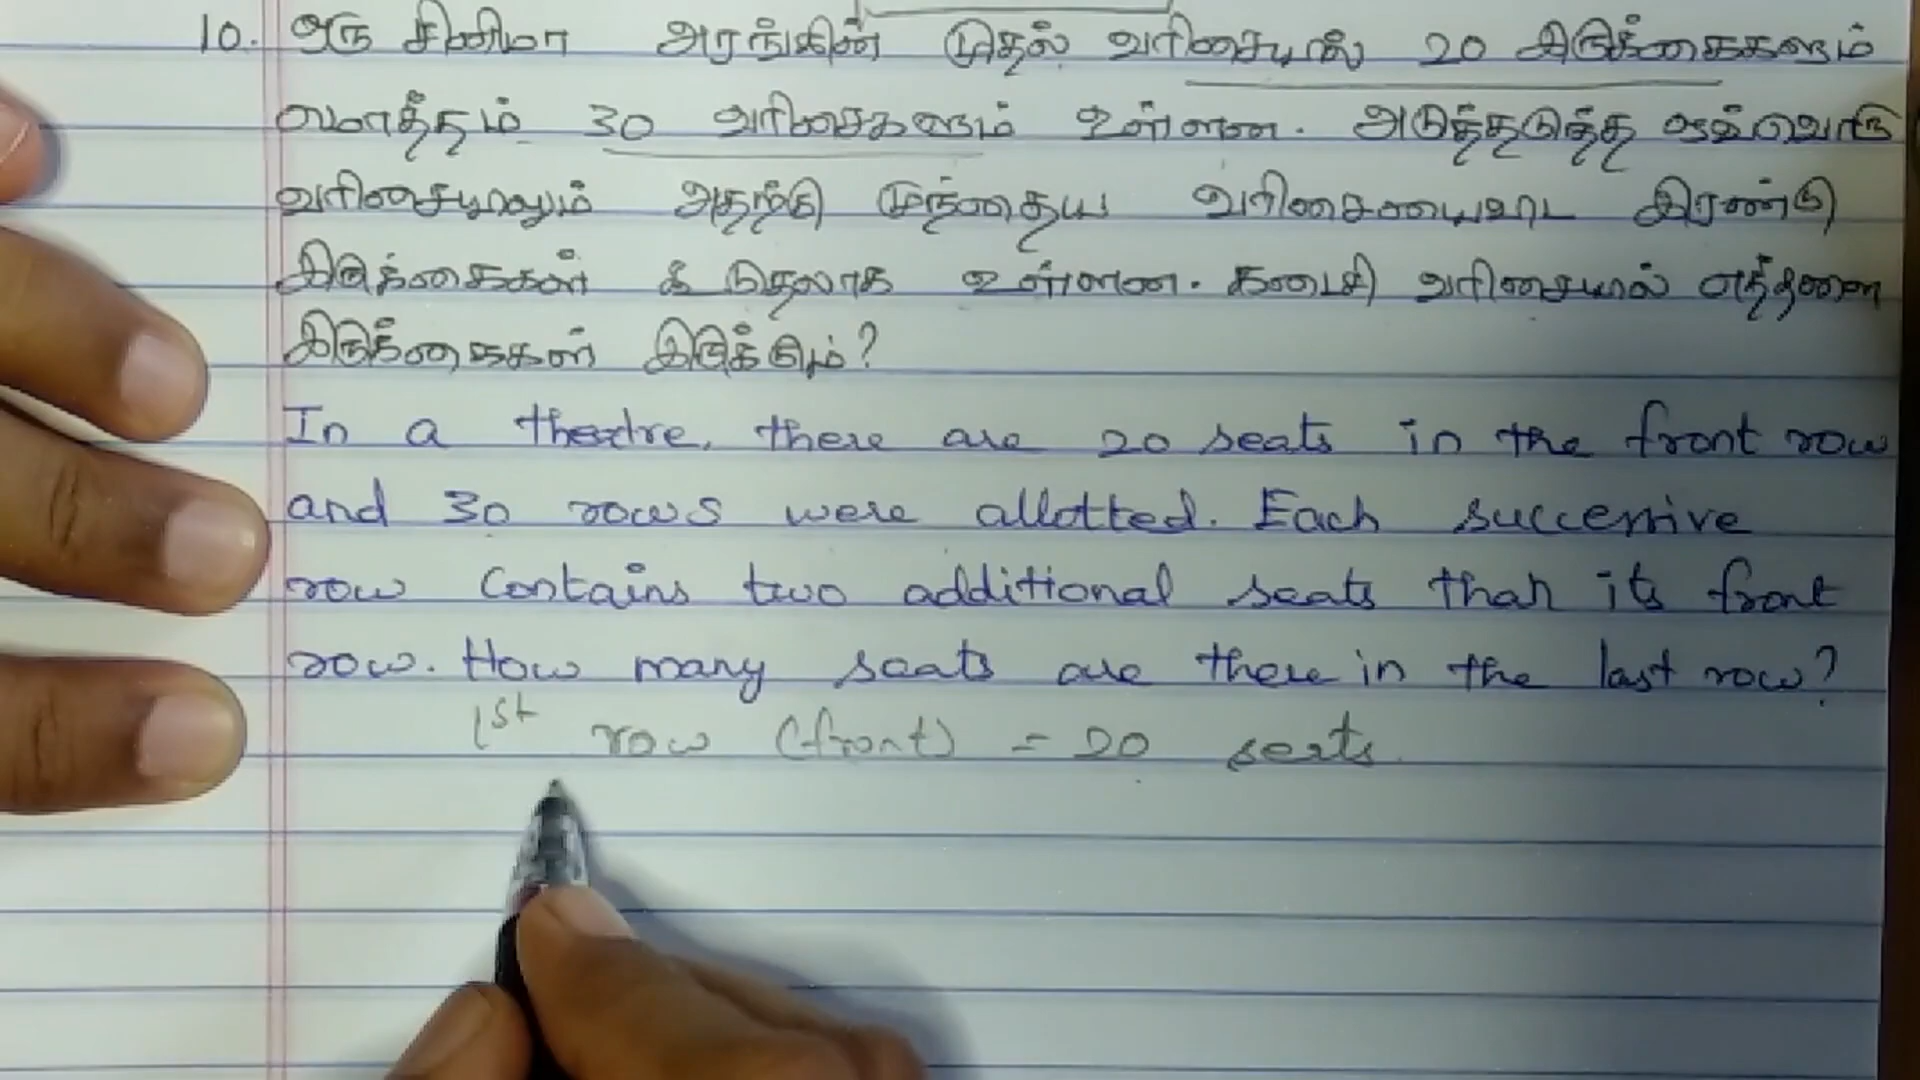 10. ஒரு சினிமா அரங்கின் முதல் வரிசையில் 20 இருக்கைகளும்
மொத்தம் 30 வரிசைகளும் உள்ளன. அடுத்தடுத்த ஒவ்வொரு
வரிசையிலும் அதற்கு முந்தைய வரிசையைவிட இரண்டு
இருக்கைகள் கூடுதலாக உள்ளன. கடைசி வரிசையில் எத்தனை
இருக்கைகள் இருக்கும்?
In a theatre, there are 20 seats in the front row
and 30 rows were allotted. Each successive
row contains two additional seats than its front
row. How many seats are there in the last row?
1st row (front) = 20 seats.